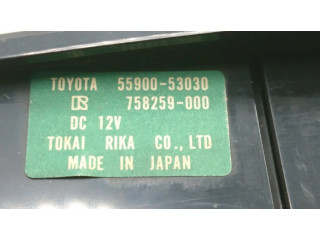 TOYOTA 55900-53030
758259-000
DC 12V
TOKAI RIKA CO., LTD
MADE IN JAPAN